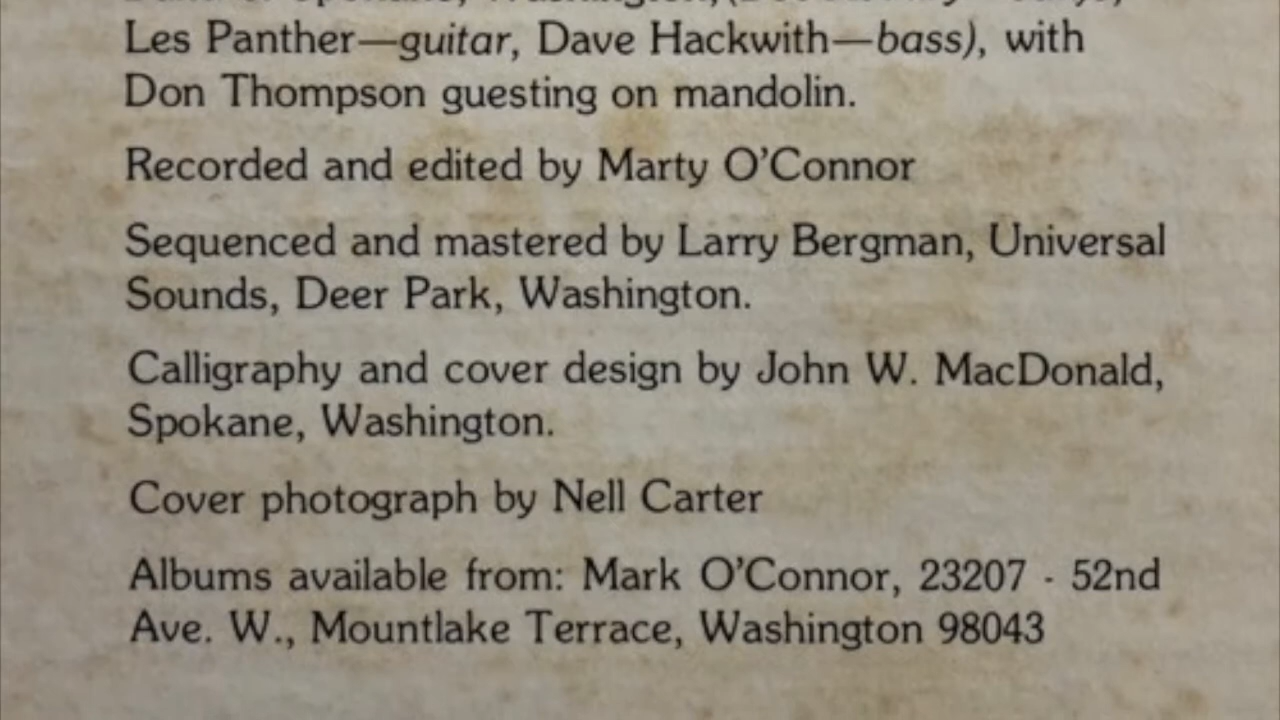 Les Panther—guitar, Dave Hackwith—bass), with
Don Thompson guesting on mandolin.
Recorded and edited by Marty O'Connor
Sequenced and mastered by Larry Bergman, Universal
Sounds, Deer Park, Washington.
Calligraphy and cover design by John W. MacDonald,
Spokane, Washington.
Cover photograph by Nell Carter
Albums available from: Mark O'Connor, 23207 - 52nd
Ave. W., Mountlake Terrace, Washington 98043